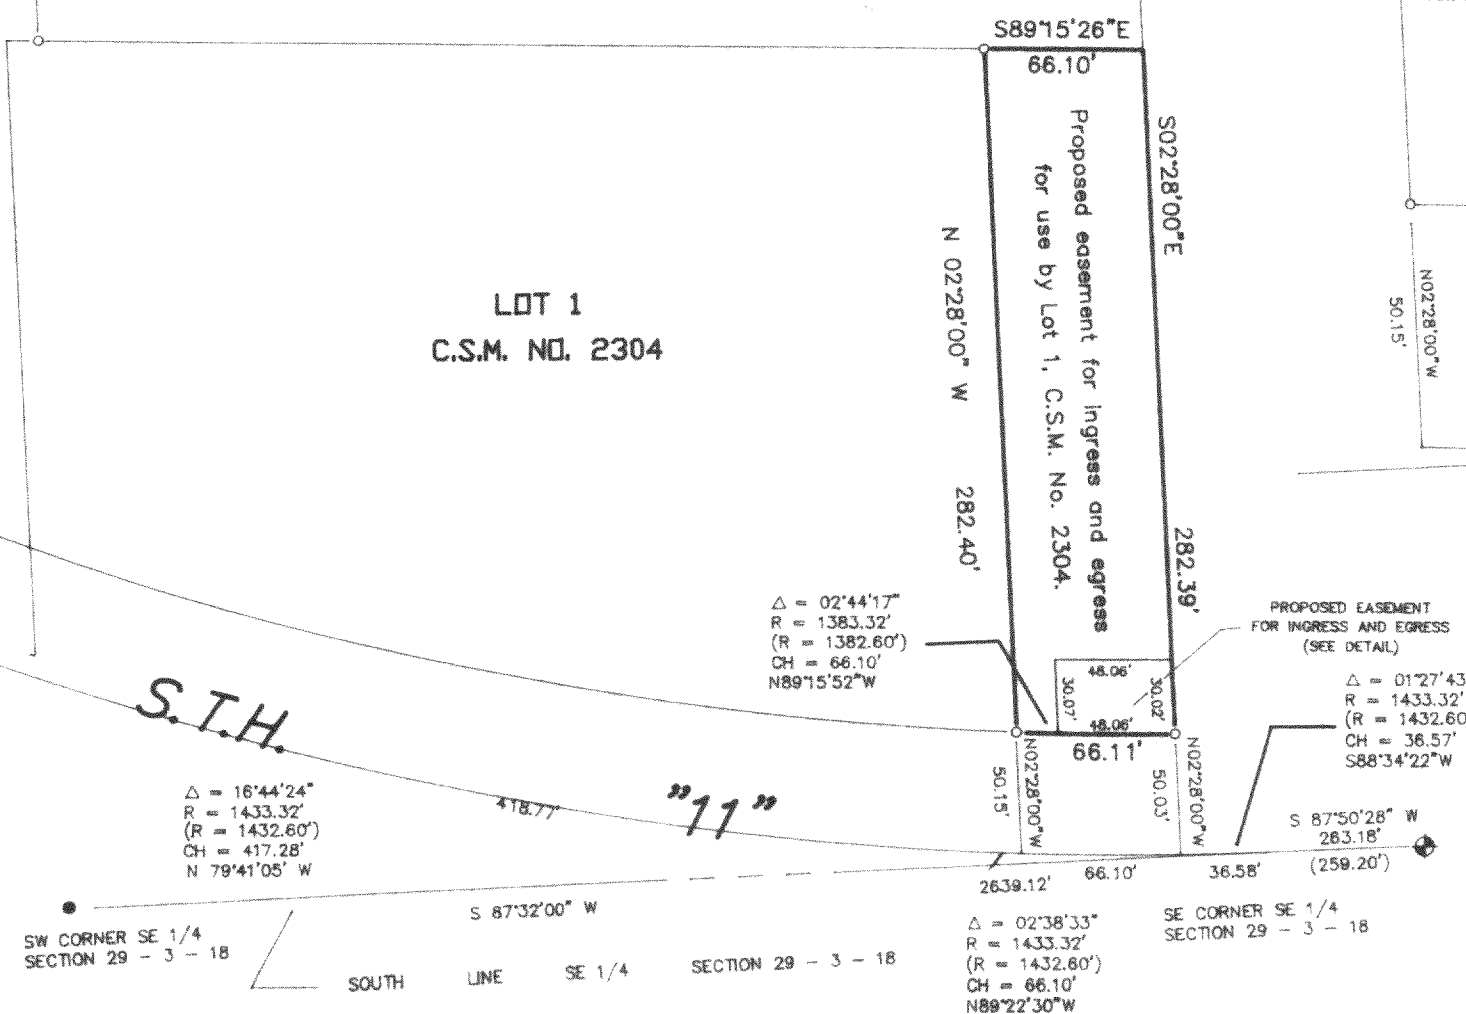 S89°15'26"E
66.10'
S02°28'00"E
282.39'
Proposed easement for ingress and egress
for use by Lot 1, C.S.M. No. 2304.
N 02°28'00" W
282.40'
LOT 1
C.S.M. NO. 2304
N02°28'00"W
50.15'
Δ = 02°44'17"
R = 1383.32'
(R = 1382.60')
CH = 66.10'
N89°15'52"W
PROPOSED EASEMENT
FOR INGRESS AND EGRESS
(SEE DETAIL)
48.06'
30.07'
30.02'
48.06'
66.11'
Δ = 01°27'43
R = 1433.32'
(R = 1432.60
CH = 36.57'
S88°34'22"W
S.T.H.
"11"
N02°28'00"W
50.15'
N02°28'00"W
50.03'
Δ = 16°44'24"
R = 1433.32'
(R = 1432.60')
CH = 417.28'
N 79°41'05' W
418.77'
S 87°50'28" W
263.18'
(259.20')
2639.12'
66.10'
36.58'
S 87°32'00" W
SW CORNER SE 1/4
SECTION 29 - 3 - 18
SE CORNER SE 1/4
SECTION 29 - 3 - 18
SOUTH LINE SE 1/4 SECTION 29 - 3 - 18
Δ = 02°38'33"
R = 1433.32'
(R = 1432.60')
CH = 66.10'
N89°22'30"W